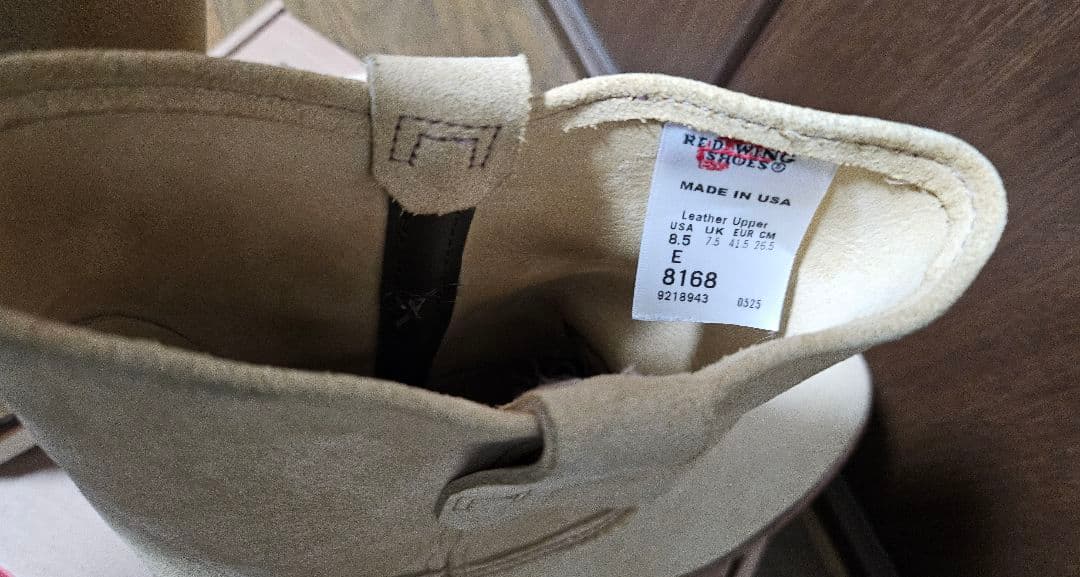 RED WING
SHOES®
MADE IN USA
Leather Upper
USA UK EUR CM
8.5 7.5 41.5 26.5
E
8168
9218943 0525